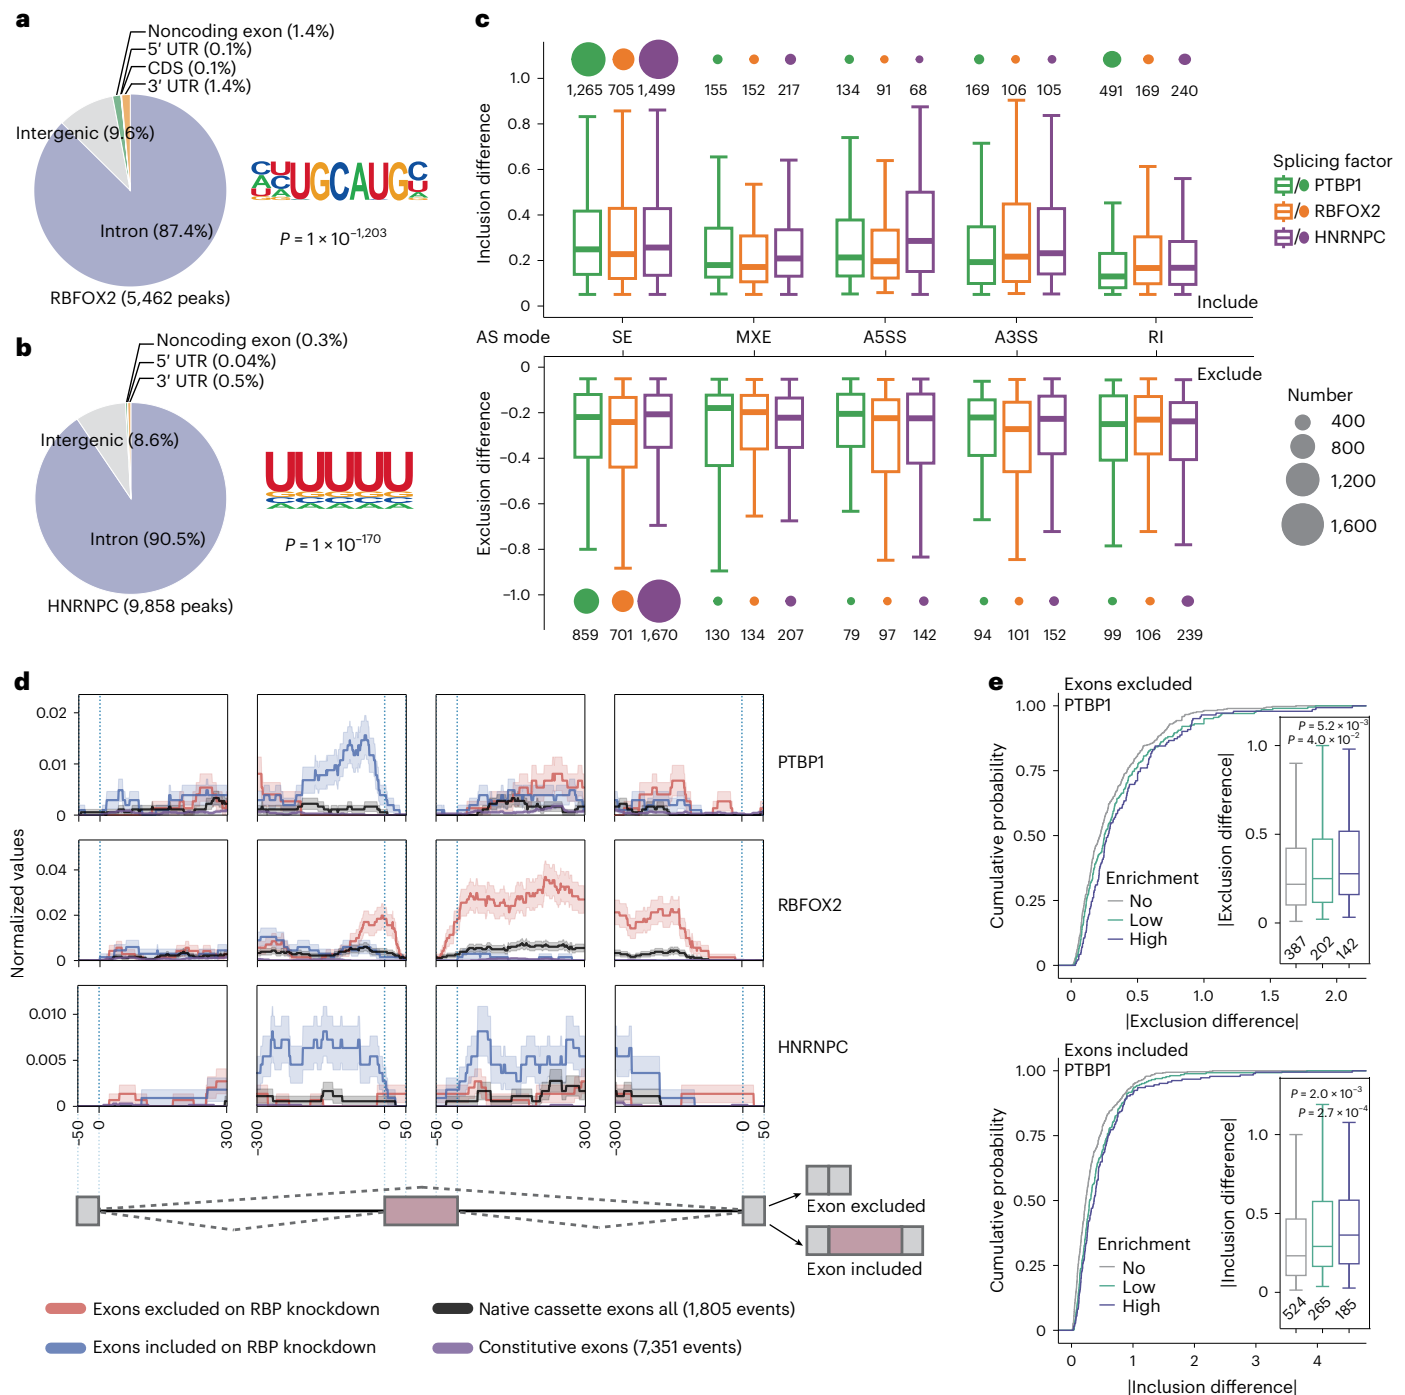 a
Noncoding exon (1.4%)
5′ UTR (0.1%)
CDS (0.1%)
3′ UTR (1.4%)
Intergenic (9.6%)
Intron (87.4%)
RBFOX2 (5,462 peaks)
UGCAUG
P = 1 × 10−1,203
b
Noncoding exon (0.3%)
5′ UTR (0.04%)
3′ UTR (0.5%)
Intergenic (8.6%)
Intron (90.5%)
HNRNPC (9,858 peaks)
UUUUU
P = 1 × 10−170
c
Inclusion difference
1.0
0.8
0.6
0.4
0.2
0
1,265 705 1,499
155 152 217
134 91 68
169 106 105
491 169 240
Include
AS mode SE MXE A5SS A3SS RI
Exclude
Exclusion difference
0
−0.2
−0.4
−0.6
−0.8
−1.0
859 701 1,670
130 134 207
79 97 142
94 101 152
99 106 239
Splicing factor
/ PTBP1
/ RBFOX2
/ HNRNPC
Number
400
800
1,200
1,600
d
Normalized values
0.02
0.01
0
PTBP1
0.04
0.02
0
RBFOX2
0.010
0.005
0
HNRNPC
−50 0 300
−300 0 50
−50 0 300
−300 0 50
Exon excluded
Exon included
Exons excluded on RBP knockdown
Exons included on RBP knockdown
Native cassette exons all (1,805 events)
Constitutive exons (7,351 events)
e
Exons excluded
PTBP1
Cumulative probability
1.00
0.75
0.50
0.25
0
Enrichment
No
Low
High
0 0.5 1.0 1.5 2.0
|Exclusion difference|
P = 5.2 × 10−3
P = 4.0 × 10−2
|Exclusion difference|
1.0
0.5
0
387 202 142
Exons included
PTBP1
Cumulative probability
1.00
0.75
0.50
0.25
0
Enrichment
No
Low
High
0 1 2 3 4
|Inclusion difference|
P = 2.0 × 10−3
P = 2.7 × 10−4
|Inclusion difference|
1.0
0.5
0
524 265 185